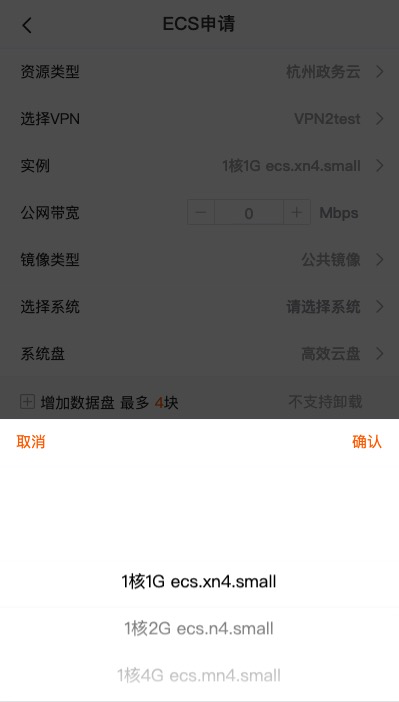 ECS申请
资源类型 杭州政务云
选择VPN VPN2test
实例 1核1G ecs.xn4.small
公网带宽 0 Mbps
镜像类型 公共镜像
选择系统 请选择系统
系统盘 高效云盘
增加数据盘 最多 4块 不支持卸载
取消 确认
1核1G ecs.xn4.small
1核2G ecs.n4.small
1核4G ecs.mn4.small